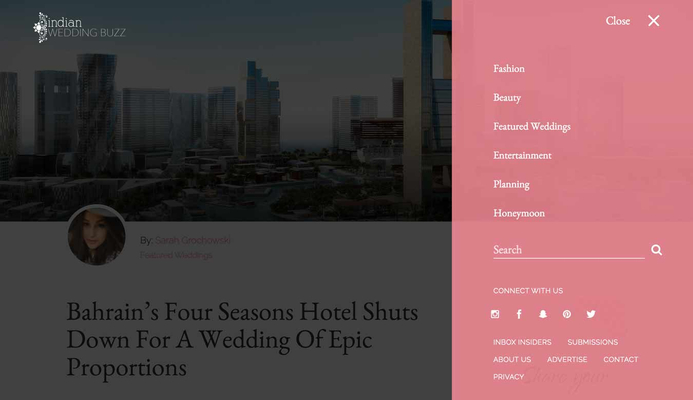 indian
WEDDING BUZZ
Close
Fashion
Beauty
Featured Weddings
Entertainment
Planning
Honeymoon
Search
CONNECT WITH US
INBOX INSIDERS SUBMISSIONS
ABOUT US ADVERTISE CONTACT
PRIVACY
By: Sarah Grochowski
Featured Weddings
Bahrain's Four Seasons Hotel Shuts
Down For A Wedding Of Epic
Proportions